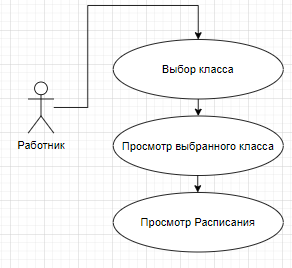 Выбор класса
Работник
Просмотр выбранного класса
Просмотр Расписания